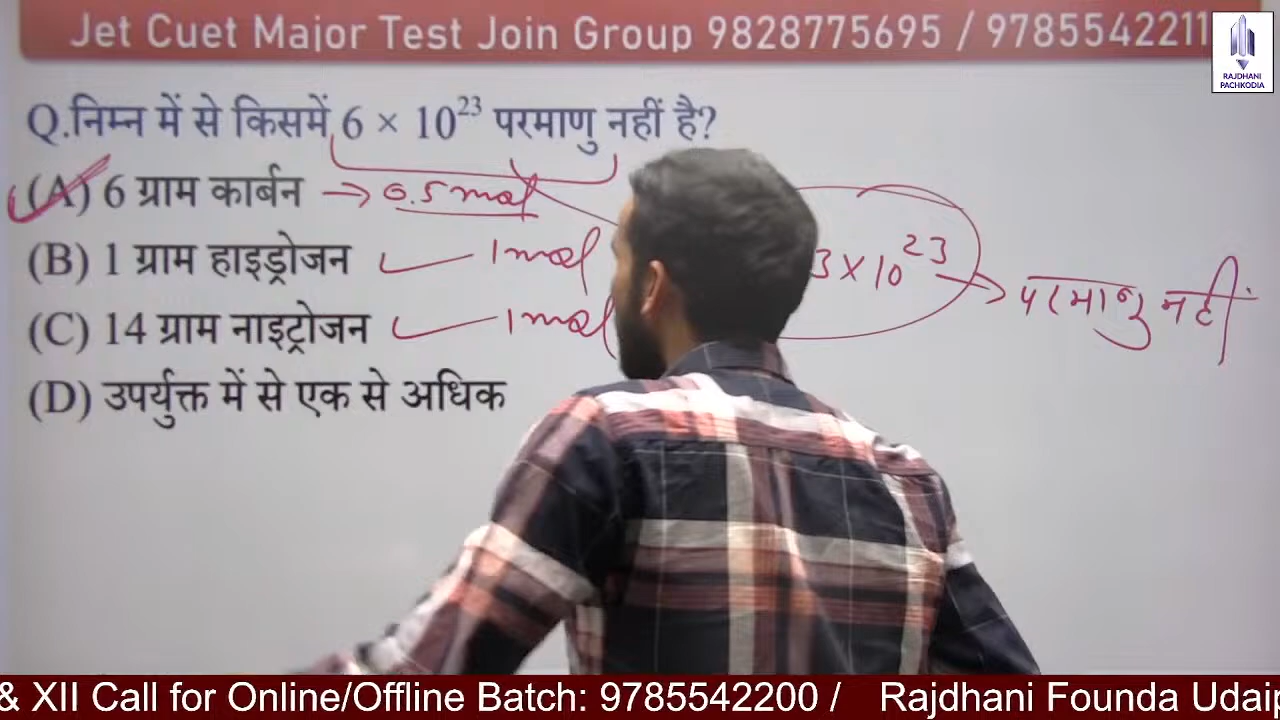 Jet Cuet Major Test Join Group 9828775695 / 9785542211
RAJDHANI
PACHKODIA
Q.निम्न में से किसमें 6 × 10²³ परमाणु नहीं है?
(A) 6 ग्राम कार्बन → 0.5 mol
(B) 1 ग्राम हाइड्रोजन 1 mol
3 × 10²³ → परमाणु नहीं
(C) 14 ग्राम नाइट्रोजन 1 mol
(D) उपर्युक्त में से एक से अधिक
& XII Call for Online/Offline Batch: 9785542200 / Rajdhani Founda Udaip